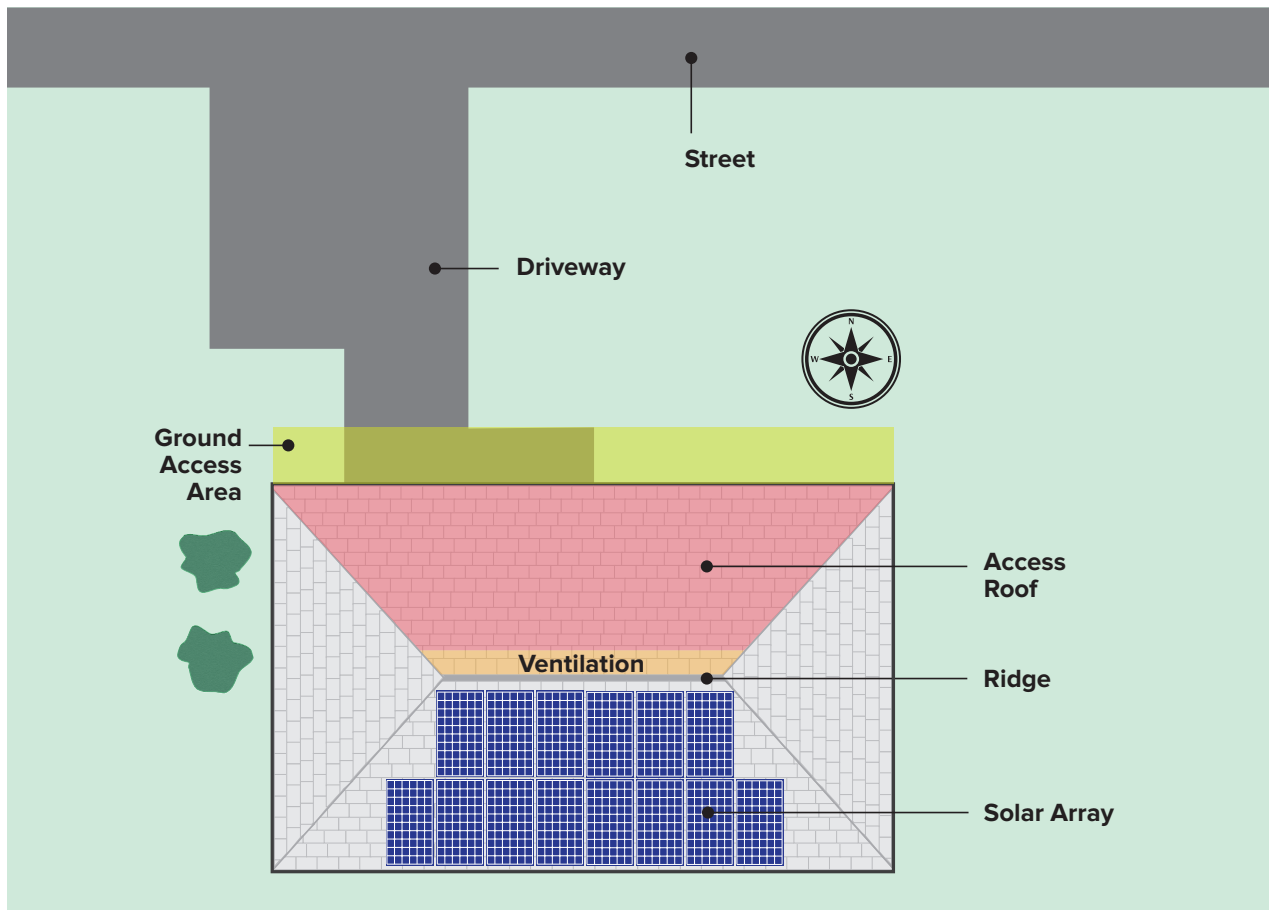 Street
Driveway
N
W
E
S
Ground
Access
Area
Access
Roof
Ventilation
Ridge
Solar Array